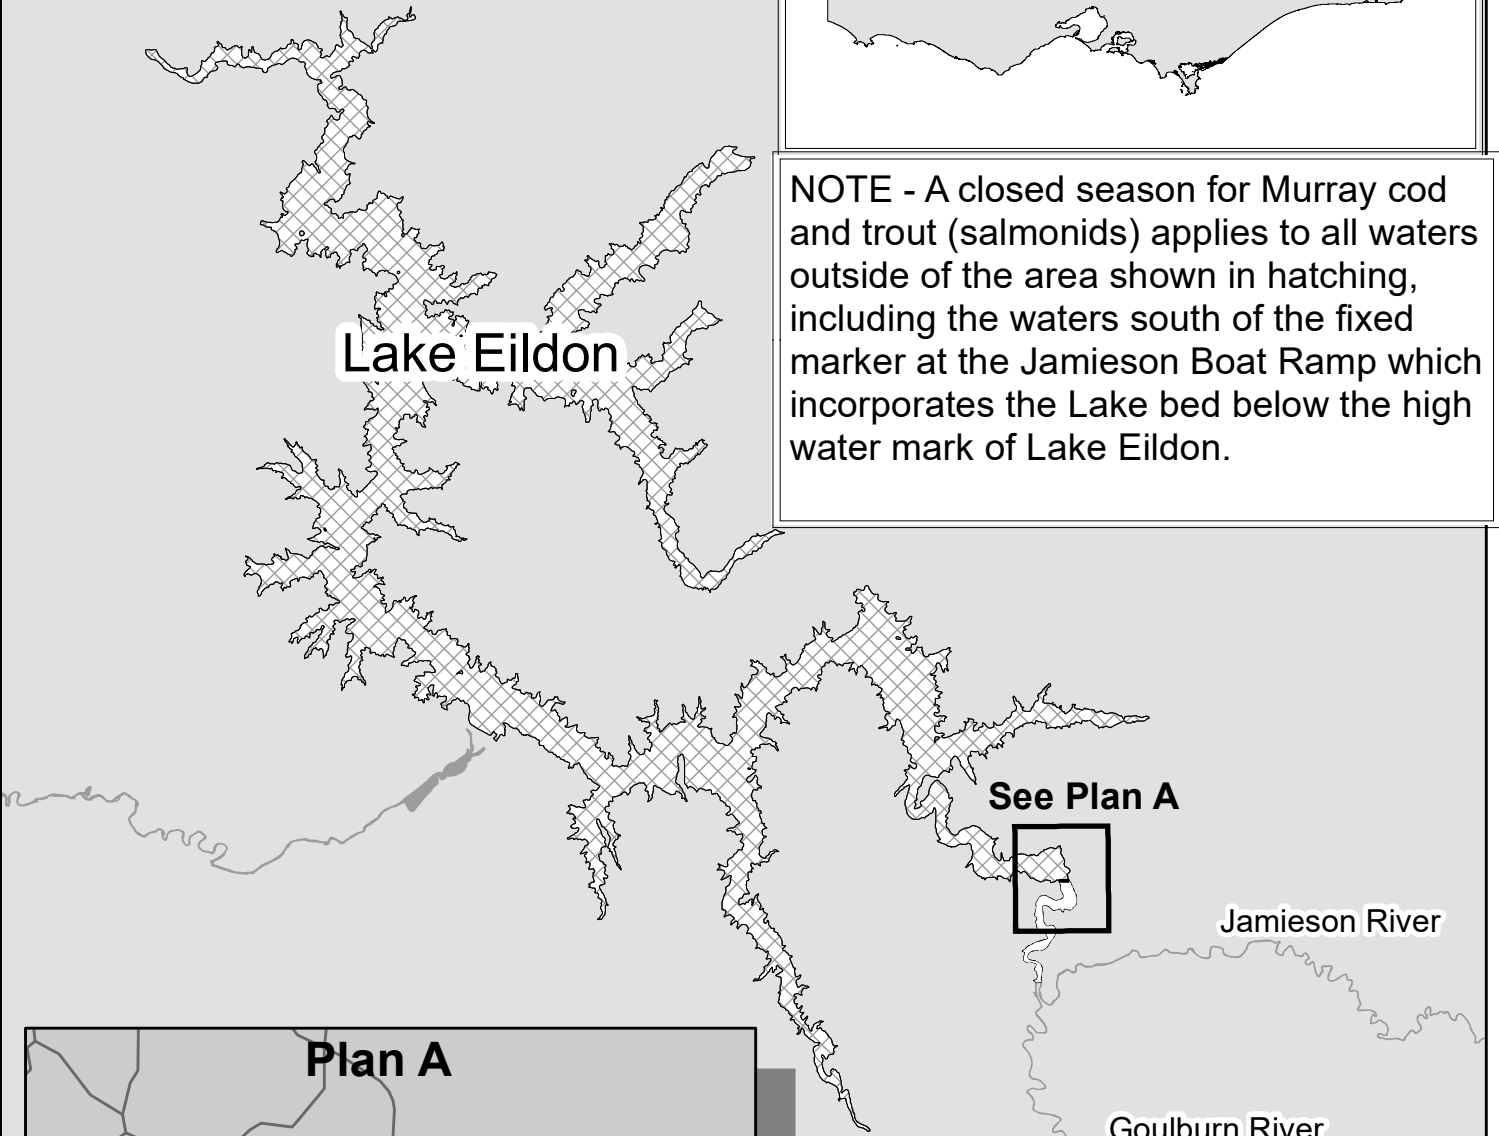 NOTE - A closed season for Murray cod
and trout (salmonids) applies to all waters
outside of the area shown in hatching,
including the waters south of the fixed
marker at the Jamieson Boat Ramp which
incorporates the Lake bed below the high
water mark of Lake Eildon.
Lake Eildon
See Plan A
Jamieson River
Plan A
Goulburn River